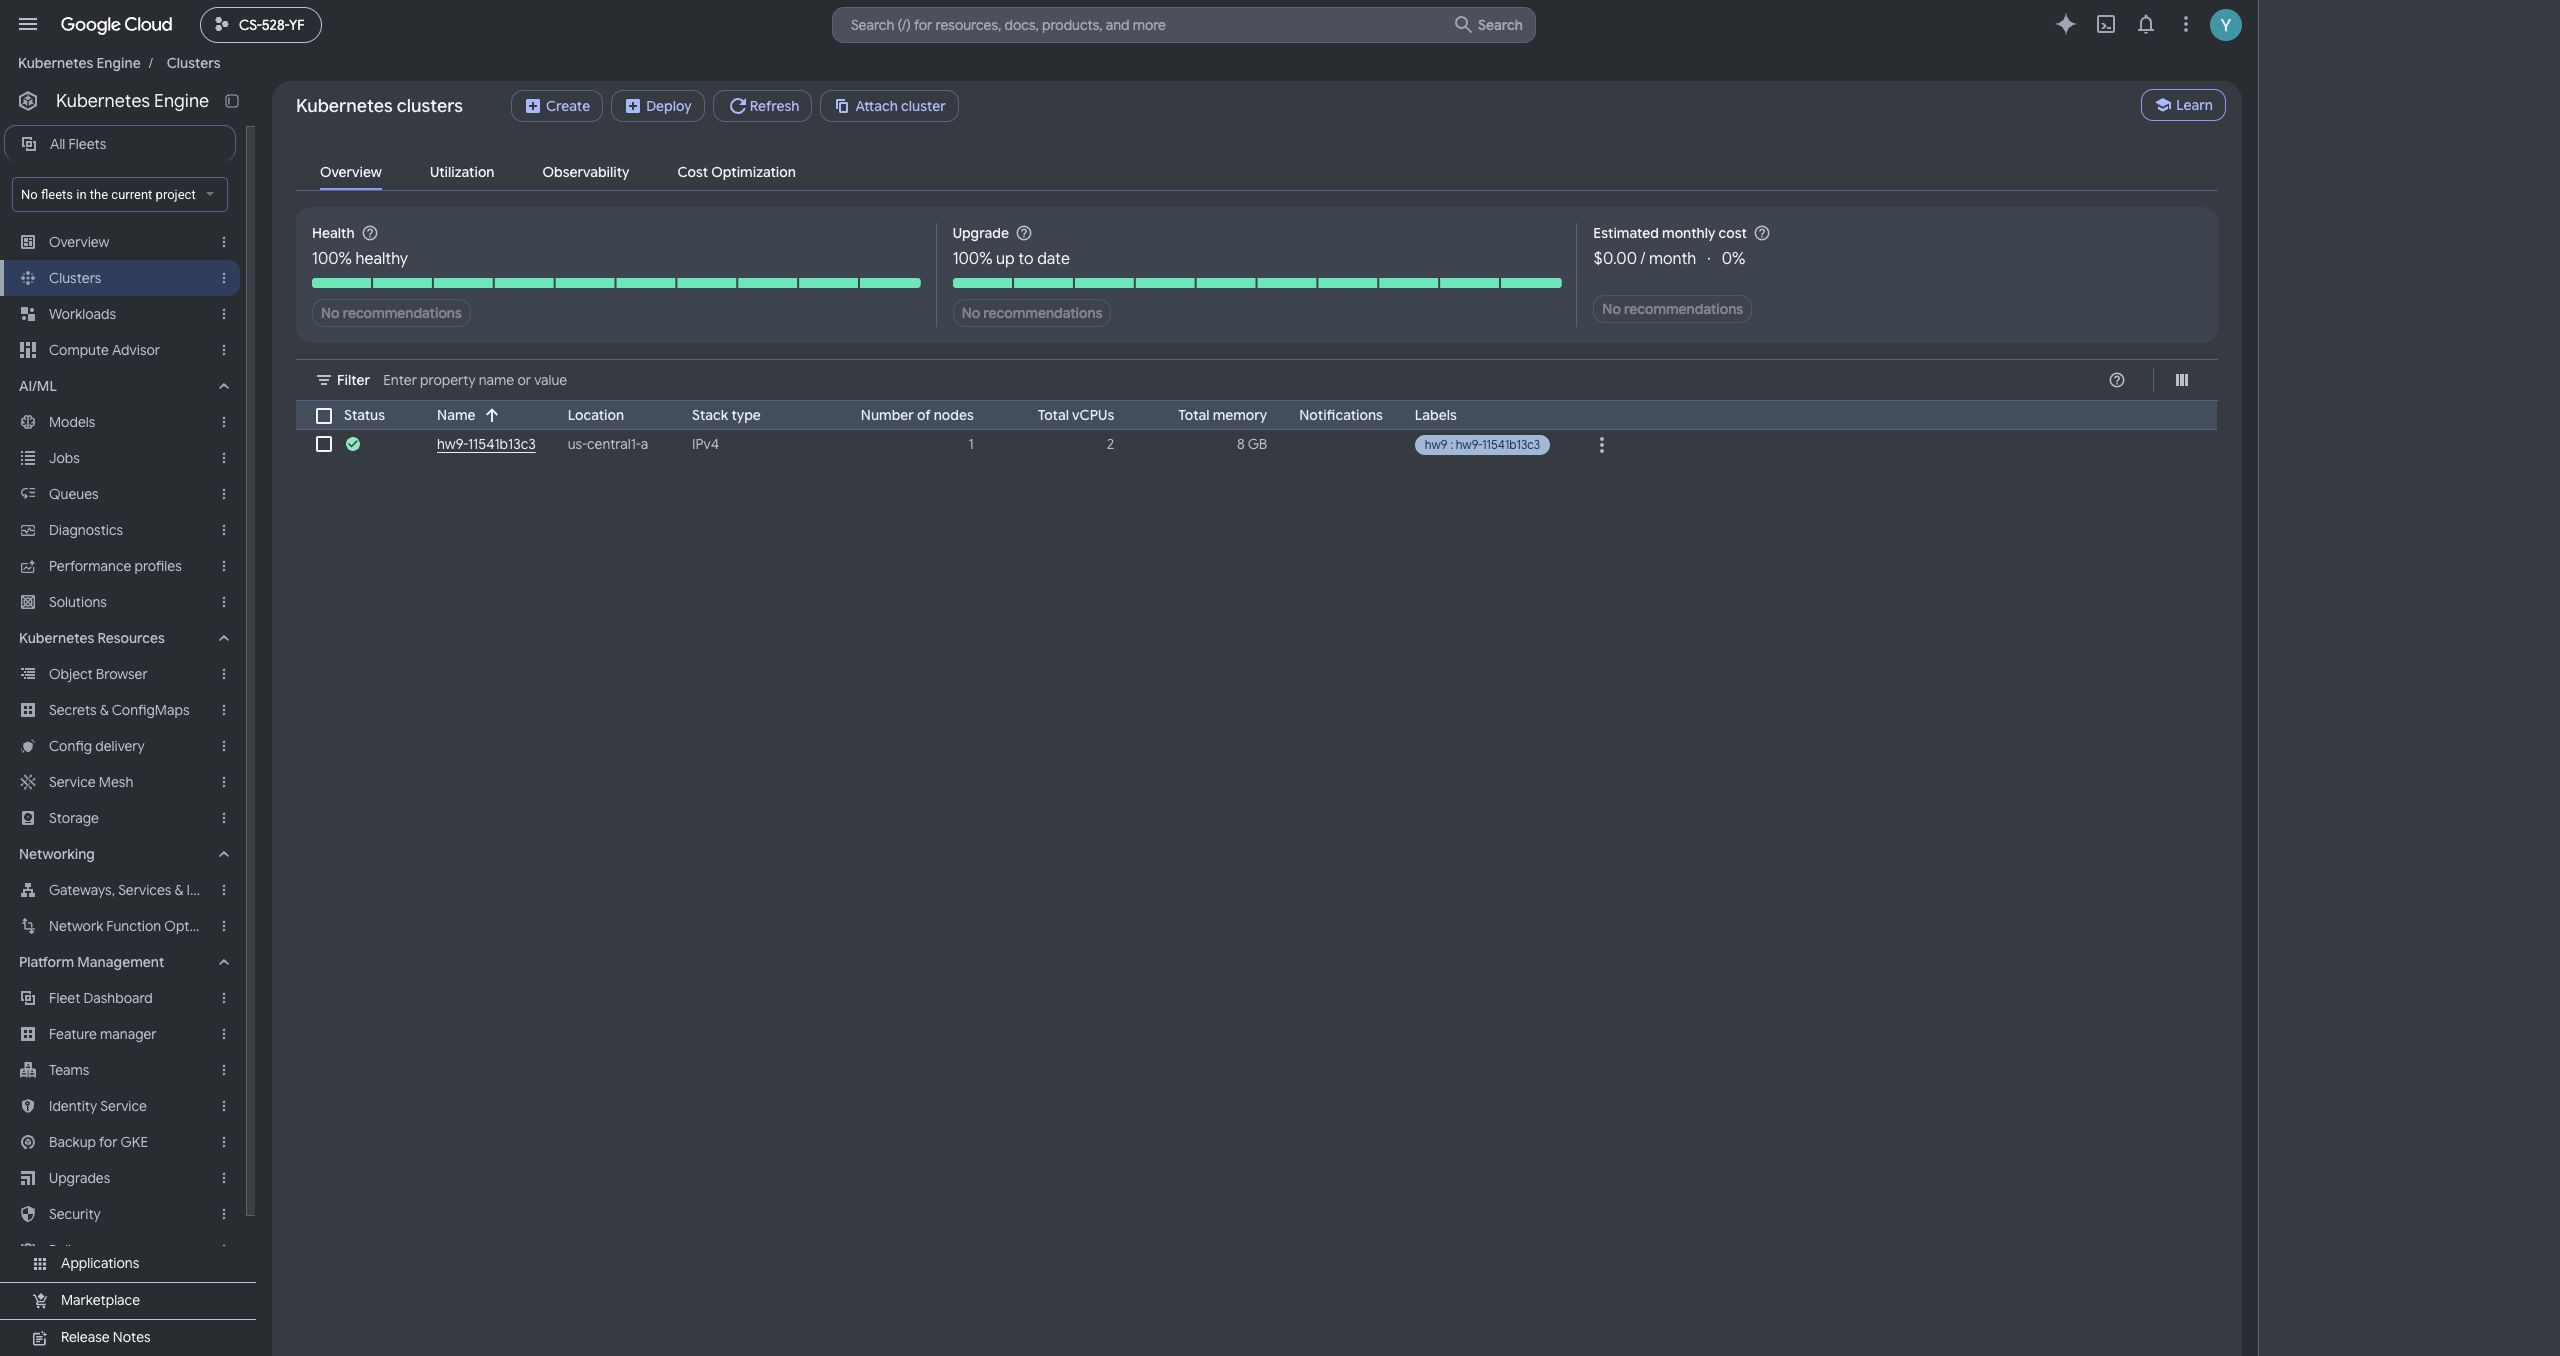 Google Cloud
CS-528-YF
Search (/) for resources, docs, products, and more
Search
Y
Kubernetes Engine / Clusters
Kubernetes Engine
All Fleets
No fleets in the current project
Overview
Clusters
Workloads
Compute Advisor
AI/ML
Models
Jobs
Queues
Diagnostics
Performance profiles
Solutions
Kubernetes Resources
Object Browser
Secrets & ConfigMaps
Config delivery
Service Mesh
Storage
Networking
Gateways, Services & I...
Network Function Opt...
Platform Management
Fleet Dashboard
Feature manager
Teams
Identity Service
Backup for GKE
Upgrades
Security
Applications
Marketplace
Release Notes
Kubernetes clusters
Create
Deploy
Refresh
Attach cluster
Learn
Overview Utilization Observability Cost Optimization
Health
100% healthy
No recommendations
Upgrade
100% up to date
No recommendations
Estimated monthly cost
$0.00 / month · 0%
No recommendations
Filter Enter property name or value
Status Name Location Stack type Number of nodes Total vCPUs Total memory Notifications Labels
hw9-11541b13c3 us-central1-a IPv4 1 2 8 GB hw9 : hw9-11541b13c3